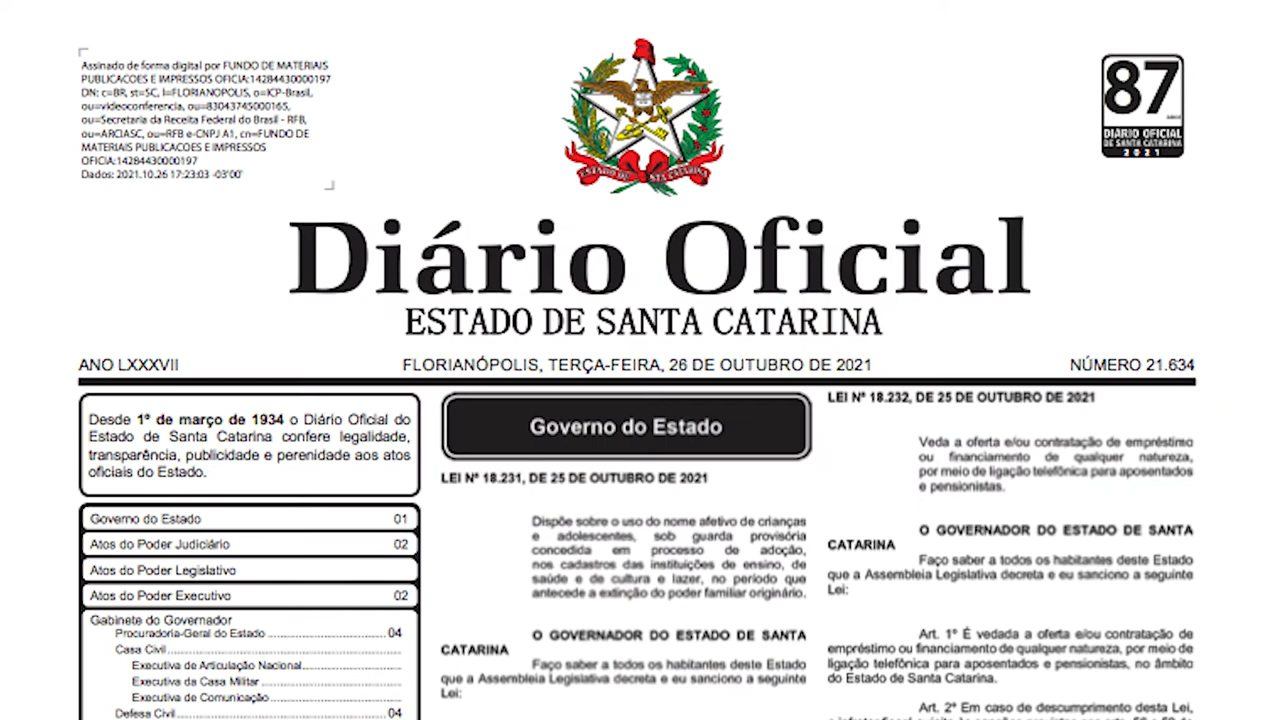 Assinado de forma digital por FUNDO DE MATERIAIS
PUBLICACOES E IMPRESSOS OFICIA:14284430000197
DN: c=BR, st=SC, l=FLORIANOPOLIS, o=ICP-Brasil,
ou=videoconferencia, ou=83043745000165,
ou=Secretaria da Receita Federal do Brasil - RFB,
ou=ARCIASC, ou=RFB e-CNPJ A1, cn=FUNDO DE
MATERIAIS PUBLICACOES E IMPRESSOS
OFICIA:14284430000197
Dados: 2021.10.26 17:23:03 -03'00'
ESTADO DE SANTA CATARINA
87
DIÁRIO OFICIAL
DE SANTA CATARINA
2021
Diário Oficial
ESTADO DE SANTA CATARINA
ANO LXXXVII
FLORIANÓPOLIS, TERÇA-FEIRA, 26 DE OUTUBRO DE 2021
NÚMERO 21.634
Desde 1º de março de 1934 o Diário Oficial do
Estado de Santa Catarina confere legalidade,
transparência, publicidade e perenidade aos atos
oficiais do Estado.
Governo do Estado 01
Atos do Poder Judiciário 02
Atos do Poder Legislativo
Atos do Poder Executivo 02
Gabinete do Governador
Procuradoria-Geral do Estado 04
Casa Civil
Executiva de Articulação Nacional
Executiva da Casa Militar
Executiva de Comunicação
Defesa Civil 04
Governo do Estado
LEI Nº 18.231, DE 25 DE OUTUBRO DE 2021
Dispõe sobre o uso do nome afetivo de crianças
e adolescentes, sob guarda provisória
concedida em processo de adoção,
nos cadastros das instituições de ensino, de
saúde e de cultura e lazer, no período que
antecede a extinção do poder familiar originário.
O GOVERNADOR DO ESTADO DE SANTA
CATARINA
Faço saber a todos os habitantes deste Estado
que a Assembleia Legislativa decreta e eu sanciono a seguinte
Lei:
LEI Nº 18.232, DE 25 DE OUTUBRO DE 2021
Veda a oferta e/ou contratação de empréstimo
ou financiamento de qualquer natureza,
por meio de ligação telefônica para aposentados
e pensionistas.
O GOVERNADOR DO ESTADO DE SANTA
CATARINA
Faço saber a todos os habitantes deste Estado
que a Assembleia Legislativa decreta e eu sanciono a seguinte
Lei:
Art. 1º É vedada a oferta e/ou contratação de
empréstimo ou financiamento de qualquer natureza, por meio de
ligação telefônica para aposentados e pensionistas, no âmbito
do Estado de Santa Catarina.
Art. 2º Em caso de descumprimento desta Lei,